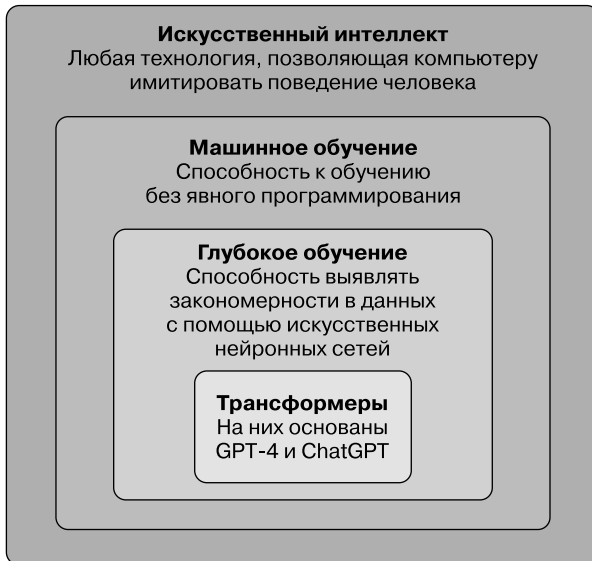 Искусственный интеллект
Любая технология, позволяющая компьютеру
имитировать поведение человека
Машинное обучение
Способность к обучению
без явного программирования
Глубокое обучение
Способность выявлять
закономерности в данных
с помощью искусственных
нейронных сетей
Трансформеры
На них основаны
GPT-4 и ChatGPT